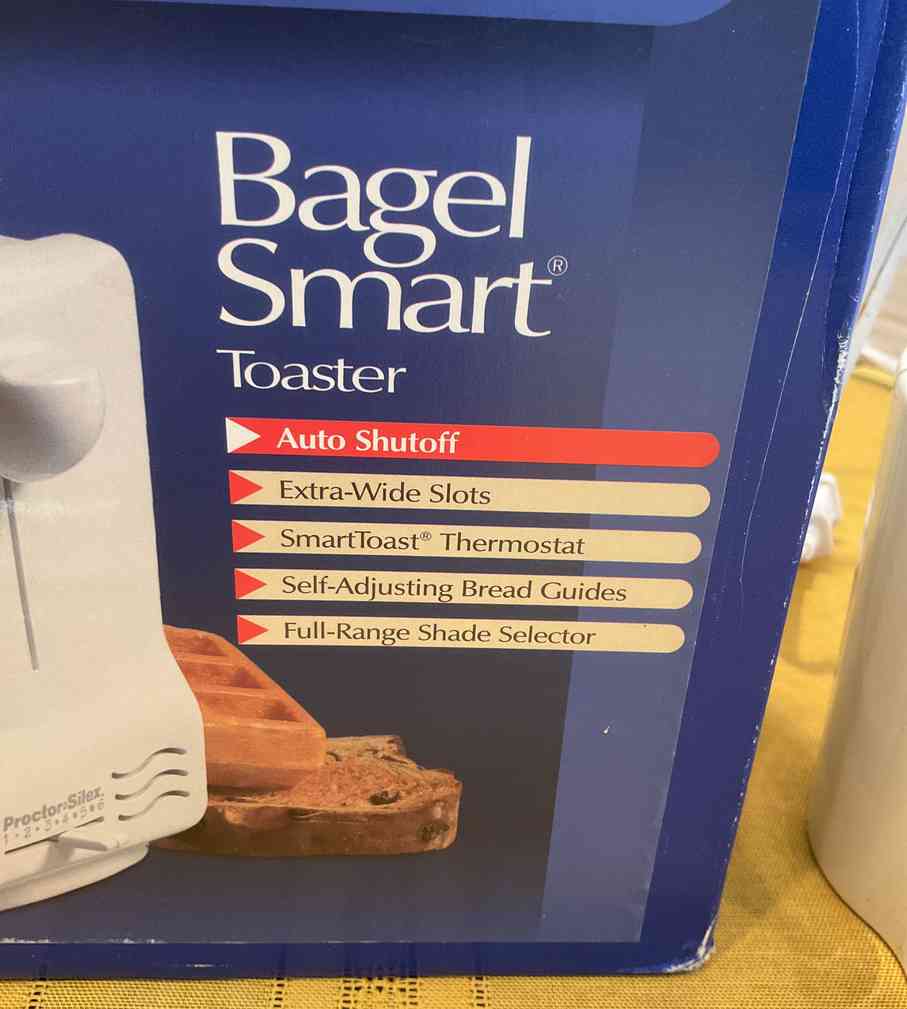 Bagel
Smart®
Toaster
Auto Shutoff
Extra-Wide Slots
SmartToast® Thermostat
Self-Adjusting Bread Guides
Full-Range Shade Selector
Proctor-Silex
1•2•3•4•5•6